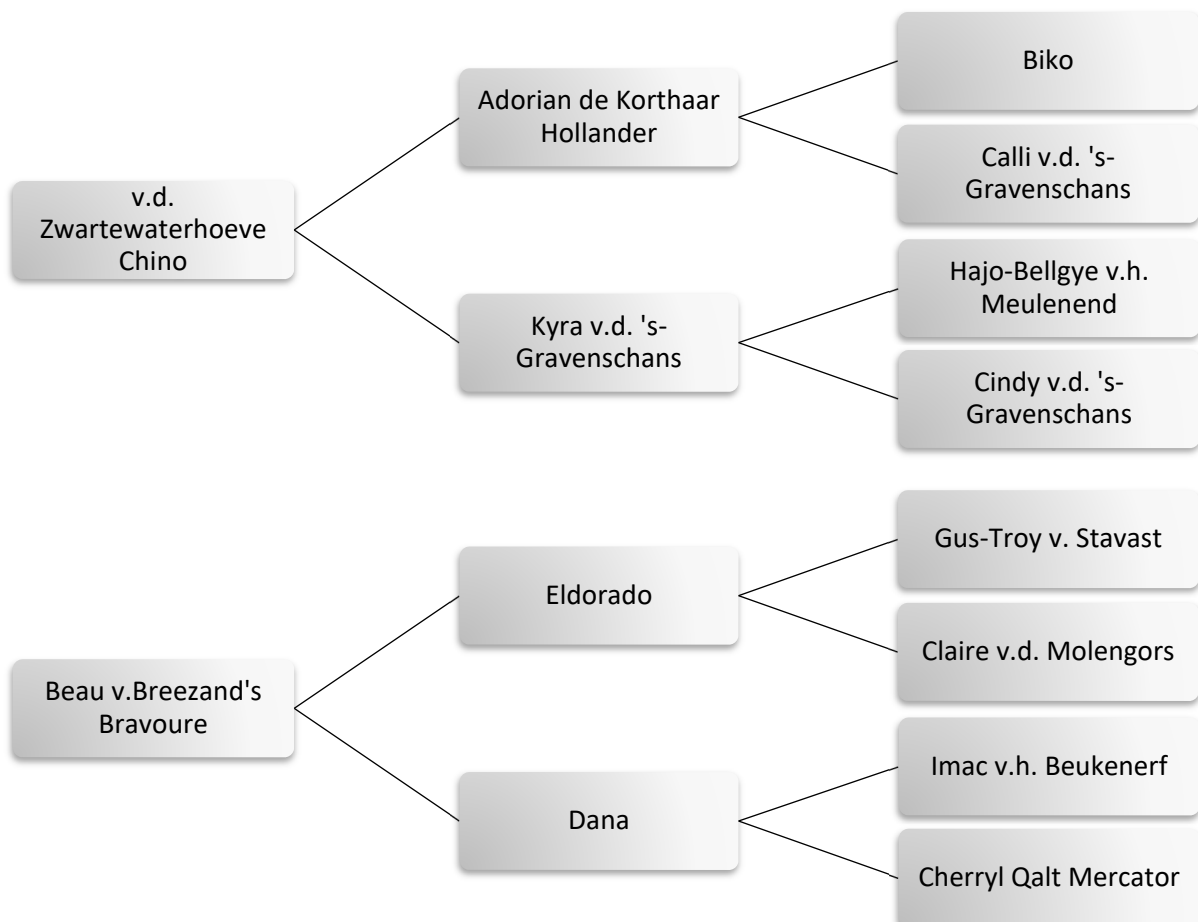 Biko
Adorian de Korthaar
Hollander
Calli v.d. 's-
Gravenschans
v.d.
Zwartewaterhoeve
Chino
Hajo-Bellgye v.h.
Meulenend
Kyra v.d. 's-
Gravenschans
Cindy v.d. 's-
Gravenschans
Gus-Troy v. Stavast
Eldorado
Claire v.d. Molengors
Beau v.Breezand's
Bravoure
Imac v.h. Beukenerf
Dana
Cherryl Qalt Mercator